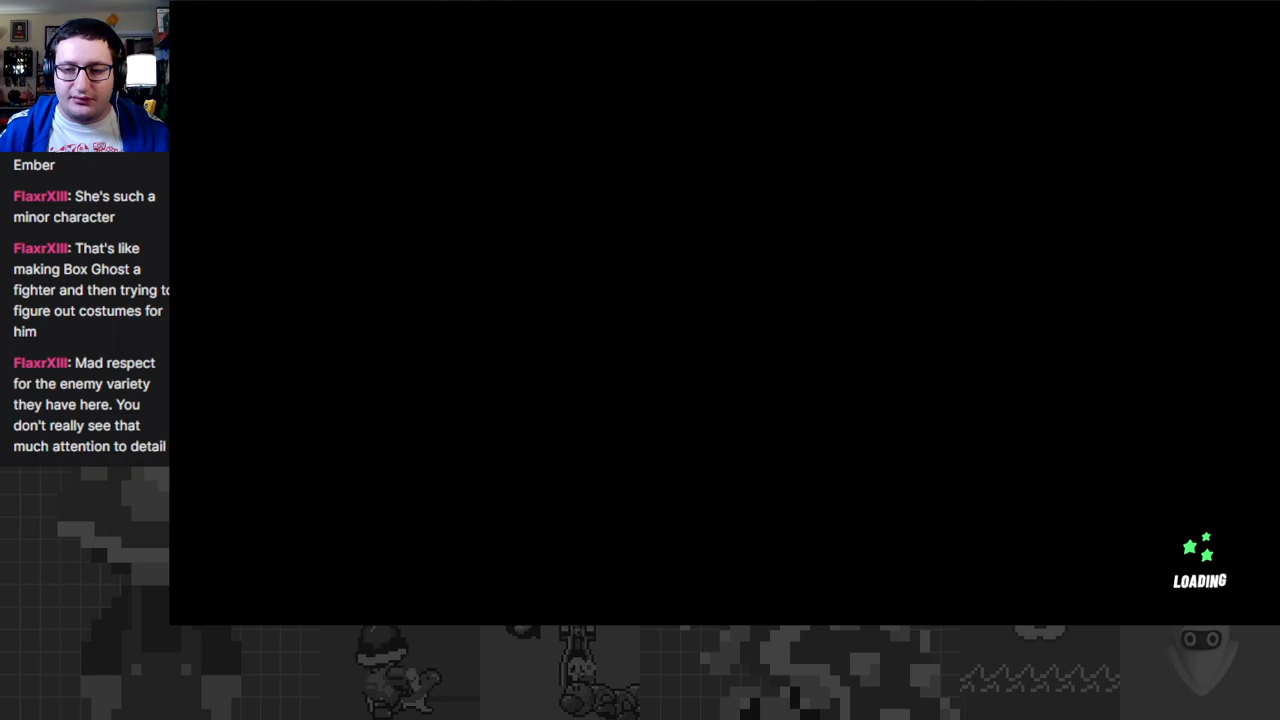 Ember
FlaxrXIII: She's such a
minor character
FlaxrXIII: That's like
making Box Ghost a
fighter and then trying to
figure out costumes for
him
FlaxrXIII: Mad respect
for the enemy variety
they have here. You
don't really see that
much attention to detail
LOADING